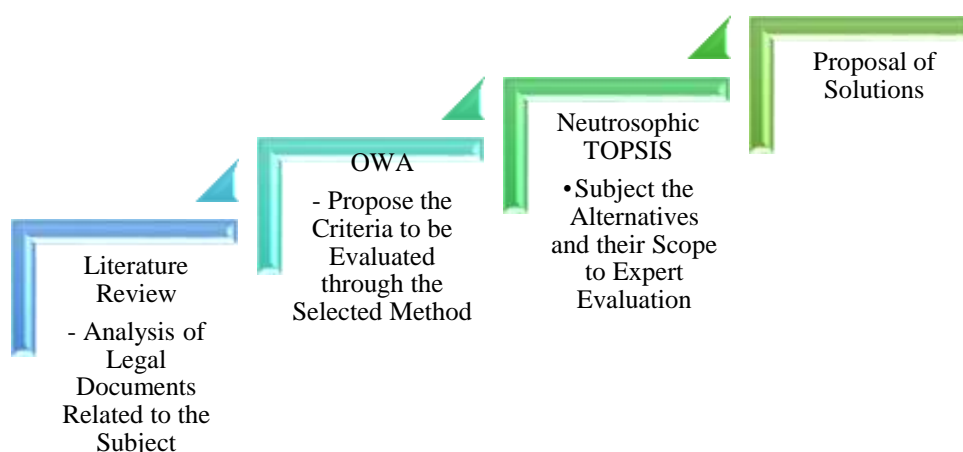 Literature
Review
- Analysis of
Legal
Documents
Related to the
Subject
OWA
- Propose the
Criteria to be
Evaluated
through the
Selected Method
Neutrosophic
TOPSIS
•Subject the
Alternatives
and their Scope
to Expert
Evaluation
Proposal of
Solutions